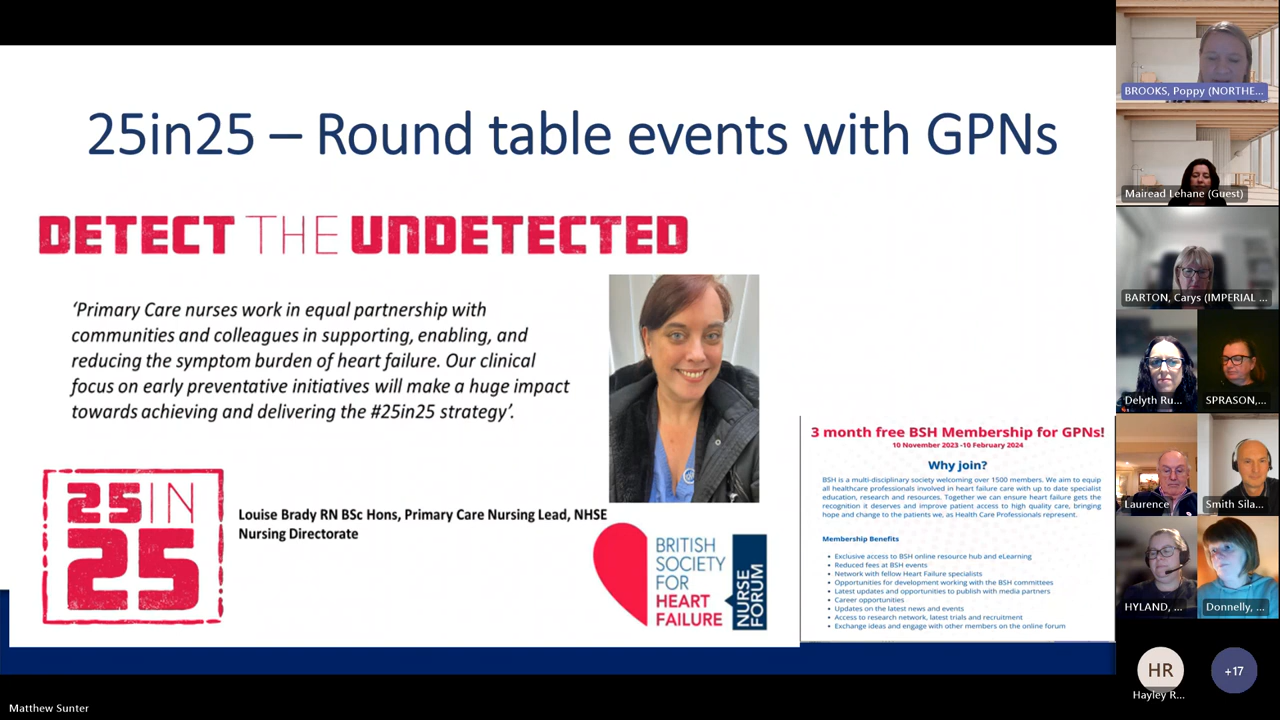 25in25 – Round table events with GPNs
DETECT THE UNDETECTED
‘Primary Care nurses work in equal partnership with
communities and colleagues in supporting, enabling, and
reducing the symptom burden of heart failure. Our clinical
focus on early preventative initiatives will make a huge impact
towards achieving and delivering the #25in25 strategy’.
25IN
25
Louise Brady RN BSc Hons, Primary Care Nursing Lead, NHSE
Nursing Directorate
BRITISH
SOCIETY
FOR
HEART
FAILURE
NURSE
FORUM
3 month free BSH Membership for GPNs!
10 November 2023 -10 February 2024
Why join?
BSH is a multi-disciplinary society welcoming over 1500 members. We aim to equip
all healthcare professionals involved in heart failure care with up to date specialist
education, research and resources. Together we can ensure heart failure gets the
recognition it deserves and improve patient access to high quality care, bringing
hope and change to the patients we, as Health Care Professionals represent.
Membership Benefits
• Exclusive access to BSH online resource hub and eLearning
• Reduced fees at BSH events
• Network with fellow Heart Failure specialists
• Opportunities for development working with the BSH committees
• Latest updates and opportunities to publish with media partners
• Career opportunities
• Updates on the latest news and events
• Access to research network, latest trials and recruitment
• Exchange ideas and engage with other members on the online forum
BROOKS, Poppy (NORTHE...
Mairead Lehane (Guest)
BARTON, Carys (IMPERIAL ...
Delyth Ru...
SPRASON,...
Laurence
Smith Sila...
HYLAND, ...
Donnelly, ...
HR
Hayley R...
+17
Matthew Sunter